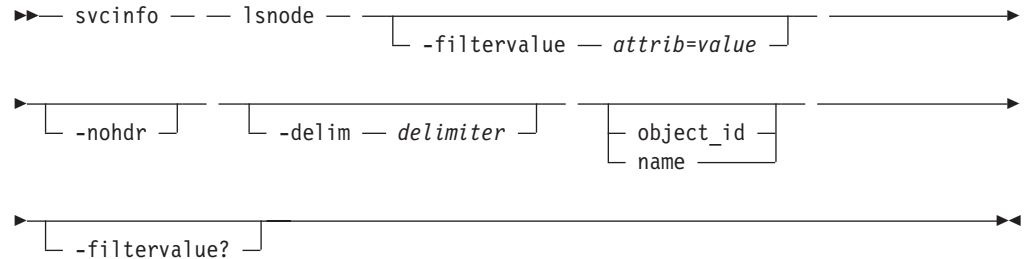 svcinfo lsnode
-filtervalue attrib=value
-nohdr -delim delimiter object_id
name
-filtervalue?